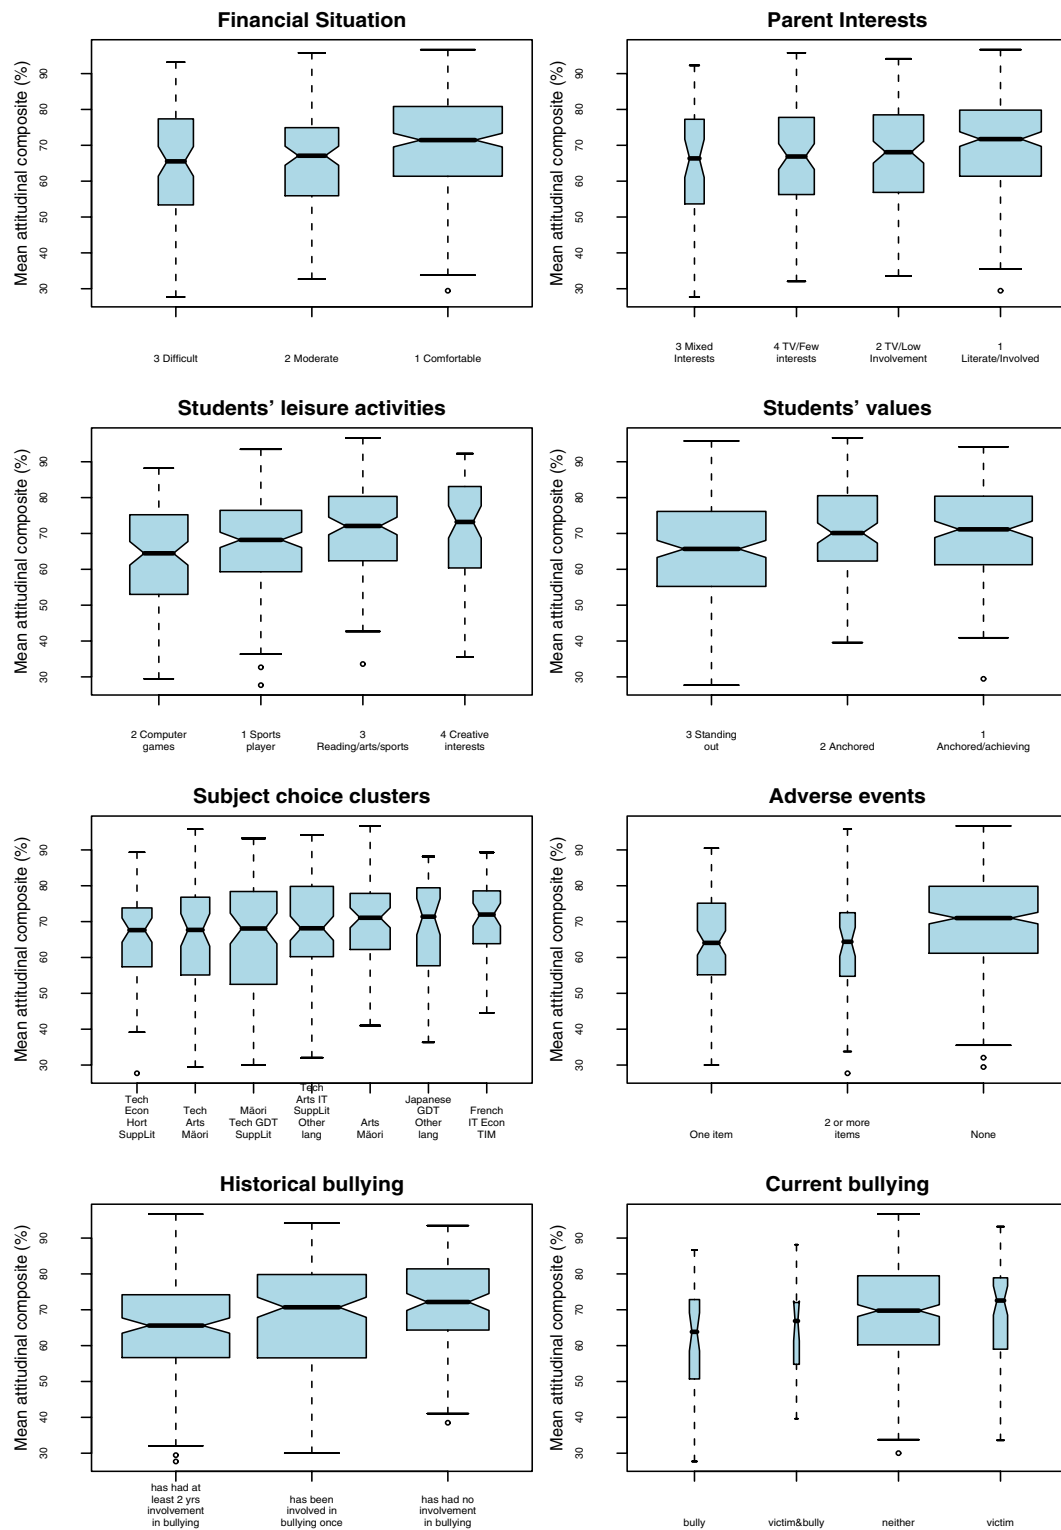 Financial Situation
Mean attitudinal composite (%)
90
80
70
60
50
40
30
3 Difficult
2 Moderate
1 Comfortable
Parent Interests
Mean attitudinal composite (%)
90
80
70
60
50
40
30
3 Mixed
Interests
4 TV/Few
interests
2 TV/Low
Involvement
1
Literate/Involved
Students’ leisure activities
Mean attitudinal composite (%)
90
80
70
60
50
40
30
2 Computer
games
1 Sports
player
3
Reading/arts/sports
4 Creative
interests
Students’ values
Mean attitudinal composite (%)
90
80
70
60
50
40
30
3 Standing
out
2 Anchored
1
Anchored/achieving
Subject choice clusters
Mean attitudinal composite (%)
90
80
70
60
50
40
30
Tech
Econ
Hort
SuppLit
Tech
Arts
Māori
Māori
Tech GDT
SuppLit
Tech
Arts IT
SuppLit
Other
lang
Arts
Māori
Japanese
GDT
Other
lang
French
IT Econ
TIM
Adverse events
Mean attitudinal composite (%)
90
80
70
60
50
40
30
One item
2 or more
items
None
Historical bullying
Mean attitudinal composite (%)
90
80
70
60
50
40
30
has had at
least 2 yrs
involvement
in bullying
has been
involved in
bullying once
has had no
involvement
in bullying
Current bullying
Mean attitudinal composite (%)
90
80
70
60
50
40
30
bully
victim&bully
neither
victim